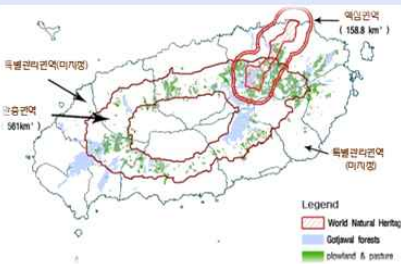 핵심권역
( 158.8 km² )
특별관리권역(미지정)
완충권역
561km² )
특별관리권역
(미지정)
Legend
World Natural Heritag
Gotjawal forests
plowland & pasture